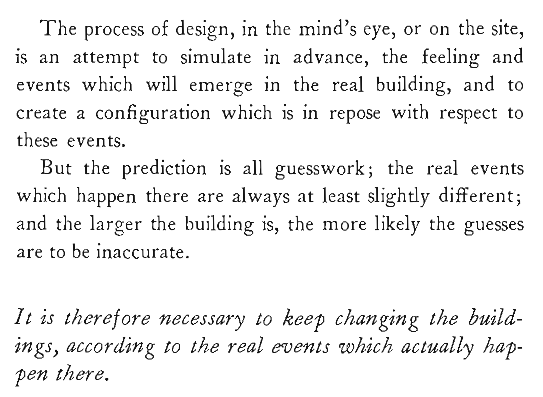 The process of design, in the mind's eye, or on the site,
is an attempt to simulate in advance, the feeling and
events which will emerge in the real building, and to
create a configuration which is in repose with respect to
these events.
But the prediction is all guesswork; the real events
which happen there are always at least slightly different;
and the larger the building is, the more likely the guesses
are to be inaccurate.
It is therefore necessary to keep changing the build-
ings, according to the real events which actually hap-
pen there.